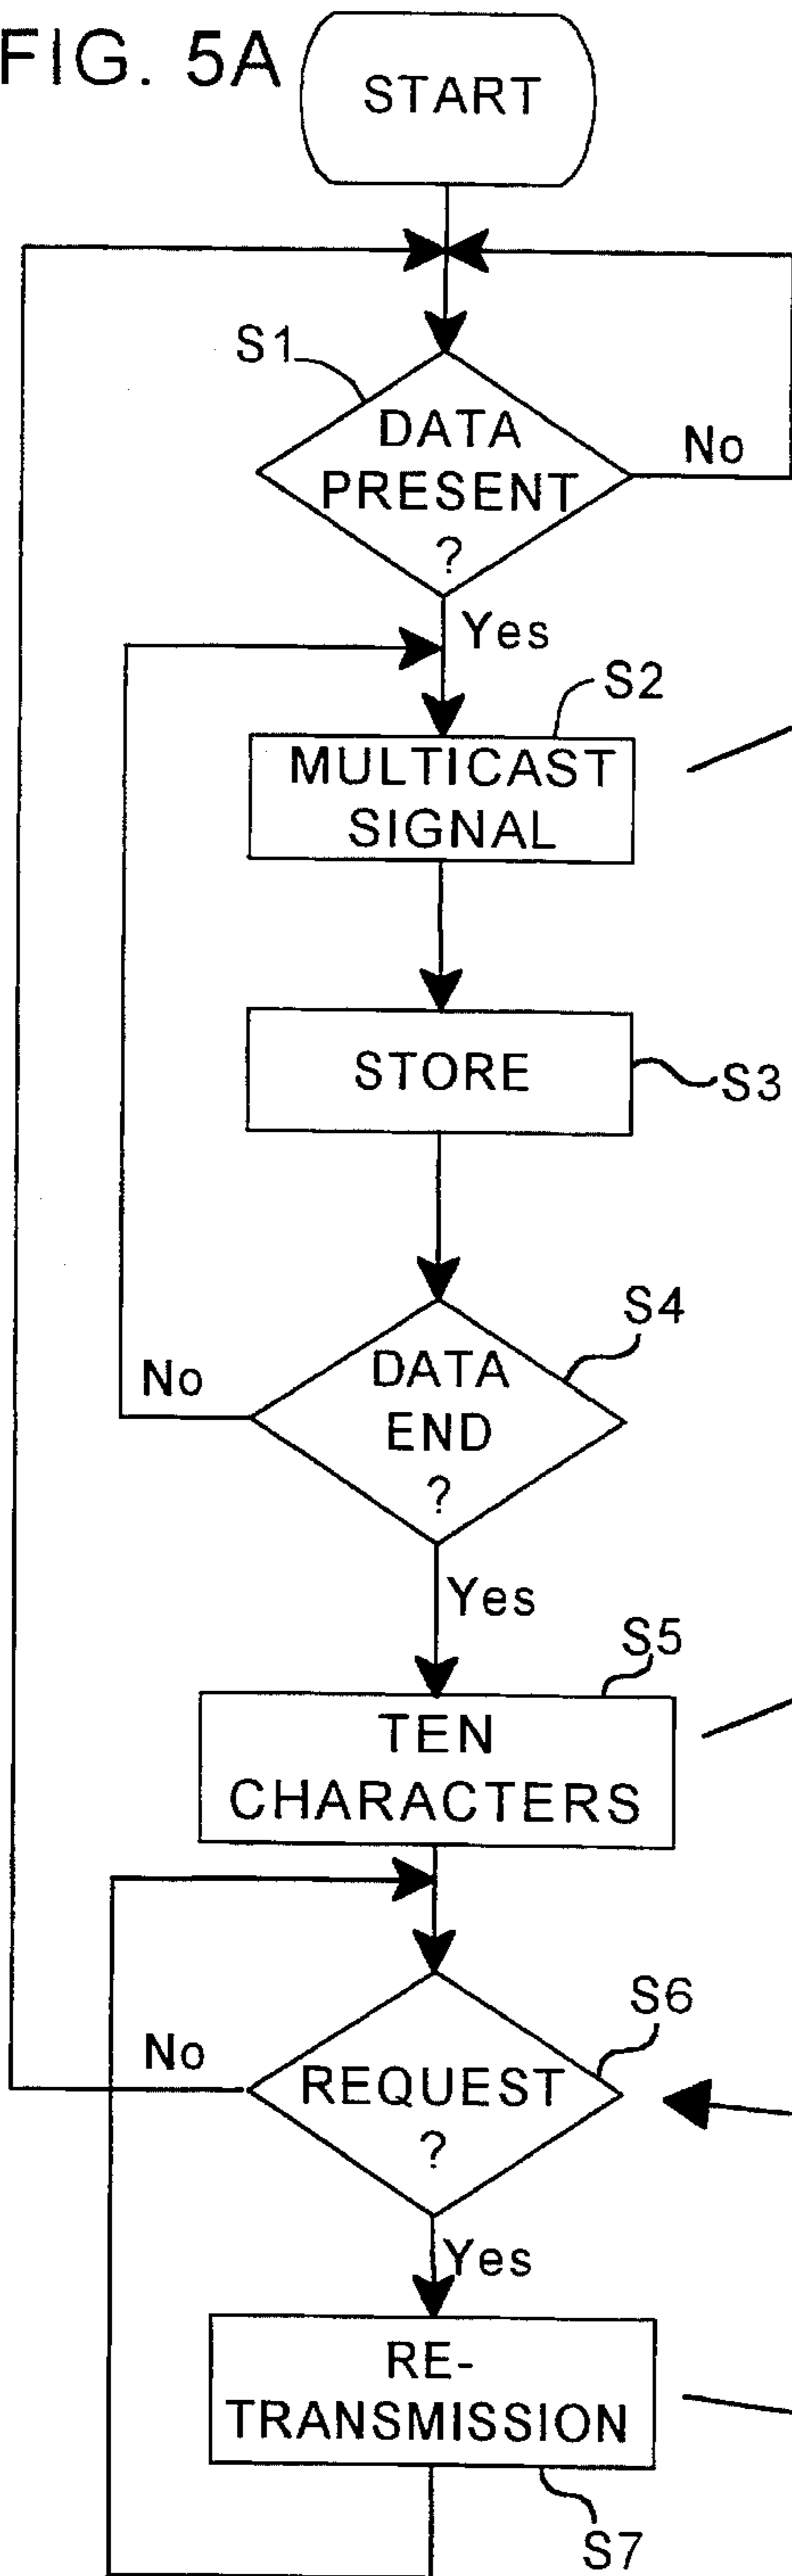 FIG. 5A
START
S1
DATA
PRESENT
?
No
Yes
S2
MULTICAST
SIGNAL
STORE
S3
S4
DATA
END
?
No
Yes
S5
TEN
CHARACTERS
S6
No
REQUEST
?
Yes
RE-
TRANSMISSION
S7